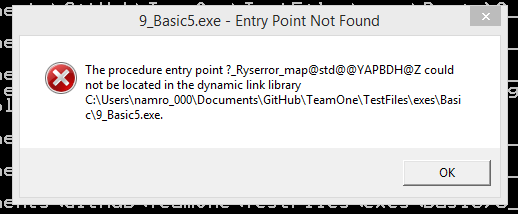 9_Basic5.exe - Entry Point Not Found
The procedure entry point ?_Ryserror_map@std@@YAPBDH@Z could
not be located in the dynamic link library
C:\Users\namro_000\Documents\GitHub\TeamOne\TestFiles\exes\Basi
c\9_Basic5.exe.
OK